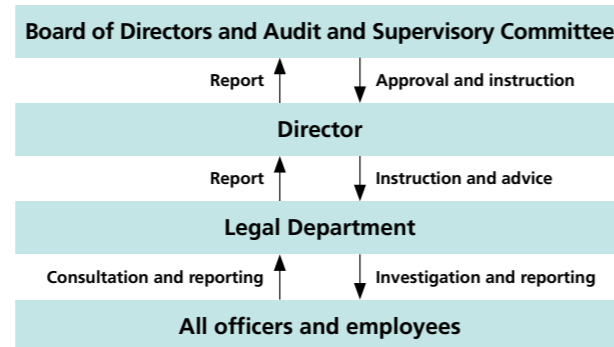 Board of Directors and Audit and Supervisory Committee
Report
Approval and instruction
Director
Report
Instruction and advice
Legal Department
Consultation and reporting
Investigation and reporting
All officers and employees